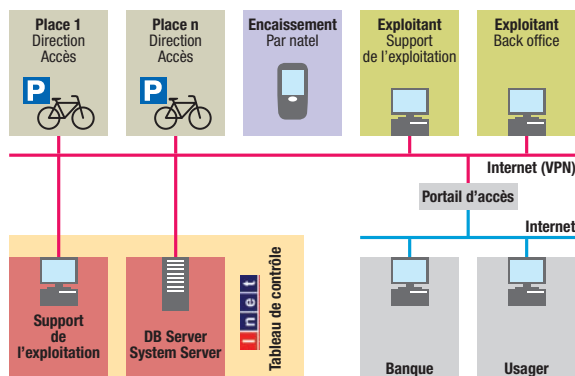 Place 1
Direction
Accès
P
Place n
Direction
Accès
P
Encaissement
Par natel
Exploitant
Support
de l'exploitation
Exploitant
Back office
Internet (VPN)
Portail d'accès
Internet
Support
de
l'exploitation
DB Server
System Server
Inet
Tableau de contrôle
Banque
Usager